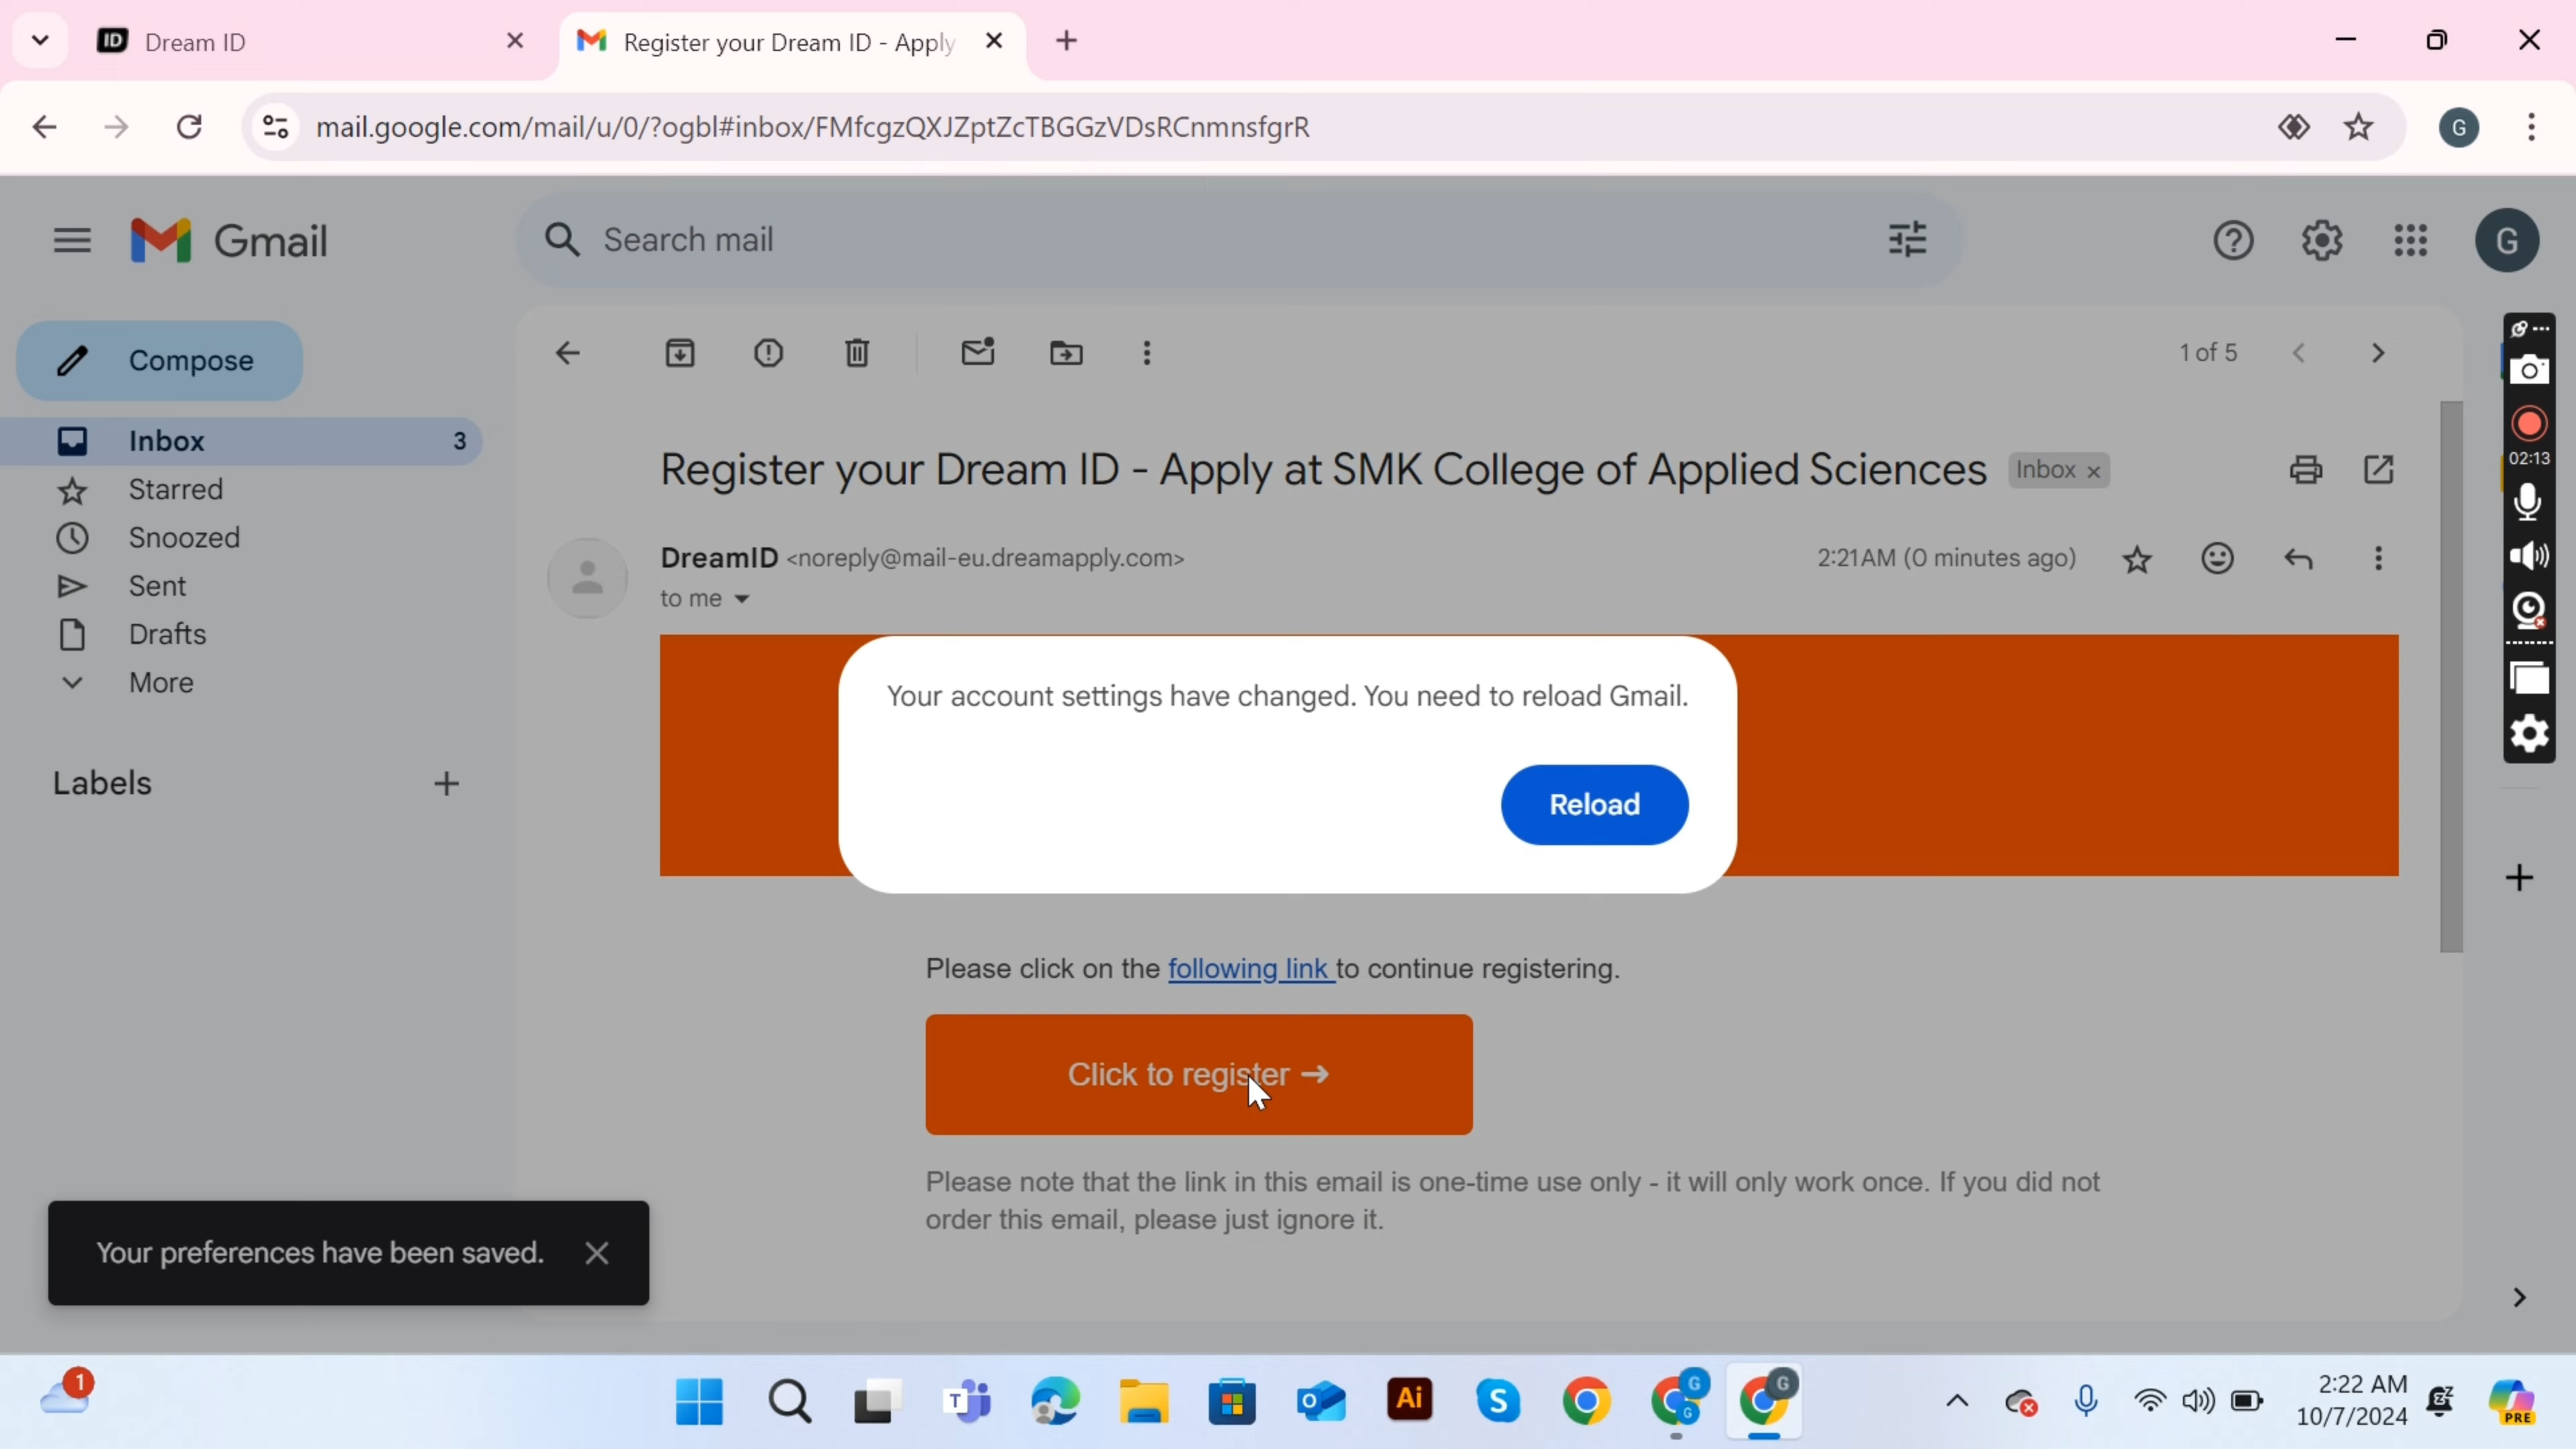 Dream ID
Register your Dream ID - Apply
mail.google.com/mail/u/0/?ogbl#inbox/FMfcgzQXJZptZcTBGGzVDsRCnmnsfgrR
G
Gmail
Search mail
G
Compose
1 of 5
Inbox 3
Starred
Snoozed
Sent
Drafts
More
Labels
Register your Dream ID - Apply at SMK College of Applied Sciences
Inbox ×
02:13
DreamID <noreply@mail-eu.dreamapply.com>
2:21 AM (0 minutes ago)
to me
Your account settings have changed. You need to reload Gmail.
Reload
Please click on the following link to continue registering.
Click to register →
Please note that the link in this email is one-time use only - it will only work once. If you did not
order this email, please just ignore it.
Your preferences have been saved.
1
Ai
2:22 AM
10/7/2024
PRE